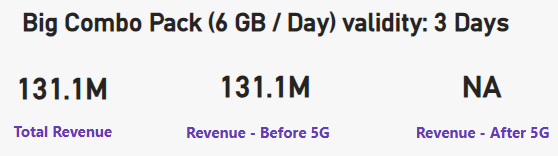 Big Combo Pack (6 GB / Day) validity: 3 Days
131.1M 131.1M NA
Total Revenue Revenue - Before 5G Revenue - After 5G